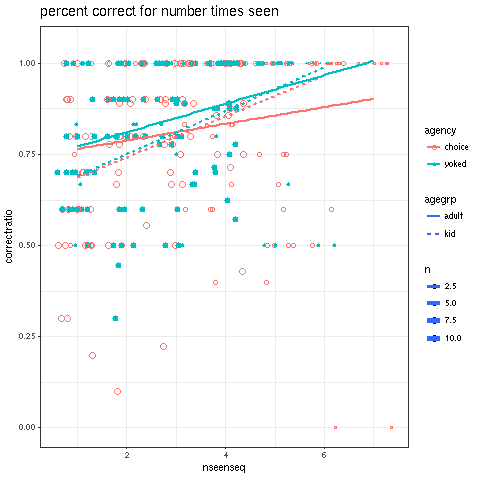 percent correct for number times seen
1.00
0.75
0.50
0.25
0.00
correctratio
2
4
6
nseenseq
agency
choice
yoked
agegrp
adult
kid
n
2.5
5.0
7.5
10.0